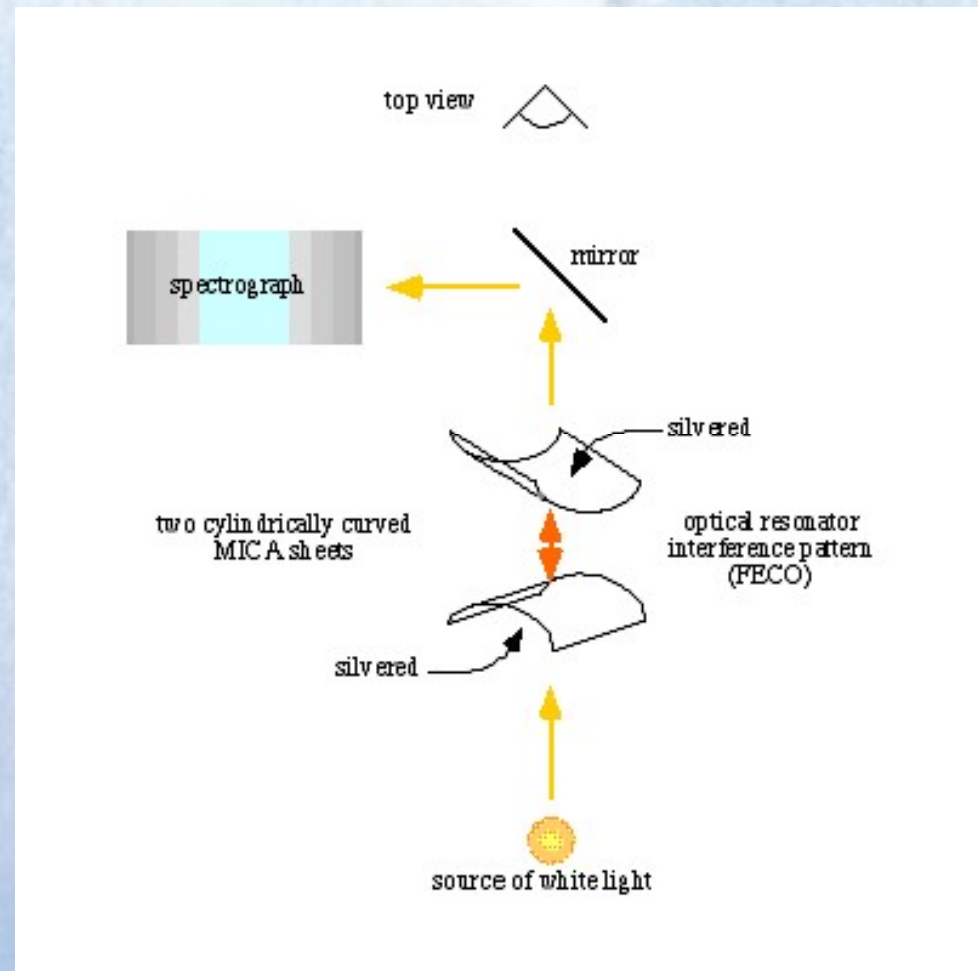 top view
mirror
spectrograph
silvered
two cylindrically curved
MICA sheets
optical resonator
interference pattern
(FECO)
silvered
source of white light